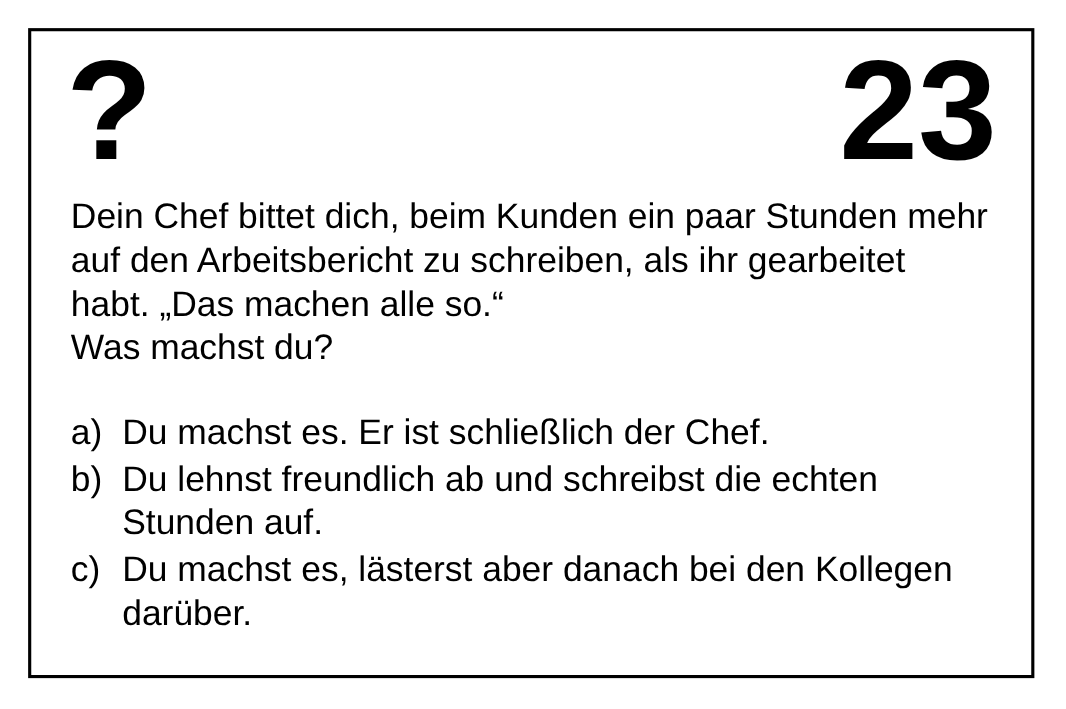 ? 23
Dein Chef bittet dich, beim Kunden ein paar Stunden mehr
auf den Arbeitsbericht zu schreiben, als ihr gearbeitet
habt. „Das machen alle so.“
Was machst du?
a) Du machst es. Er ist schließlich der Chef.
b) Du lehnst freundlich ab und schreibst die echten
Stunden auf.
c) Du machst es, lästerst aber danach bei den Kollegen
darüber.